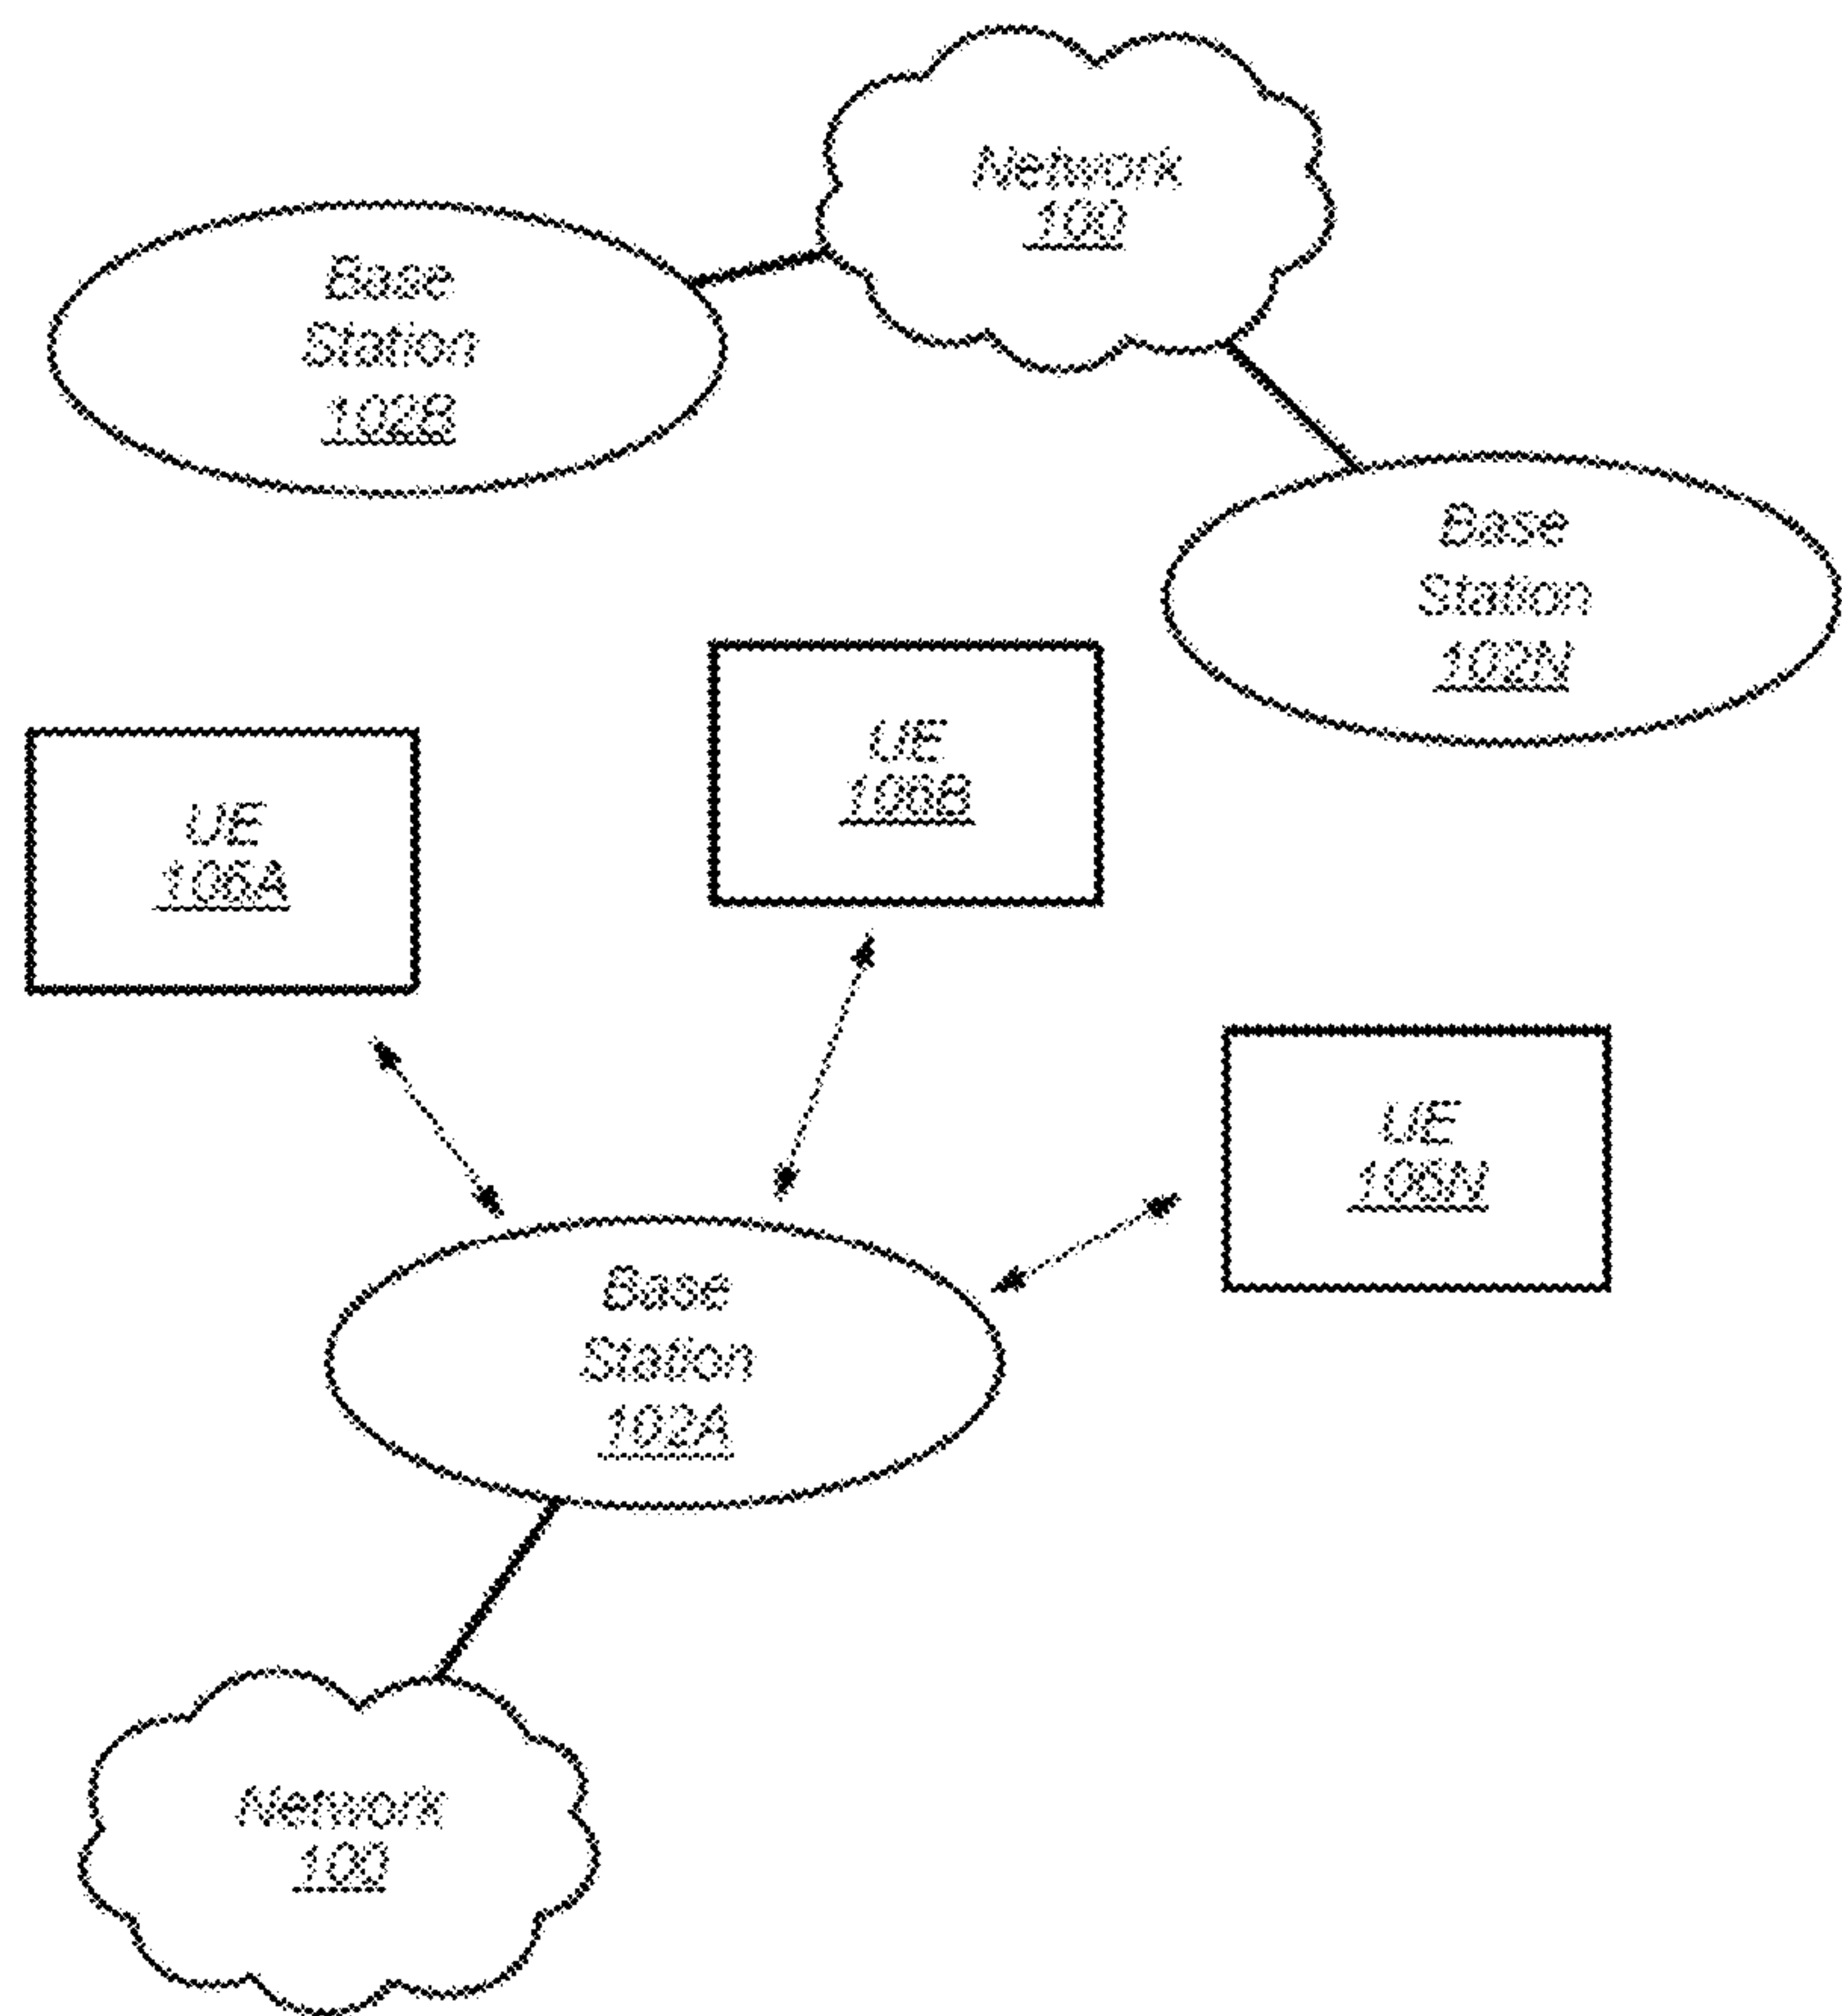 Network
100
Base
Station
102B
Base
Station
102N
UE
106B
UE
106A
UE
106N
Base
Station
102A
Network
100